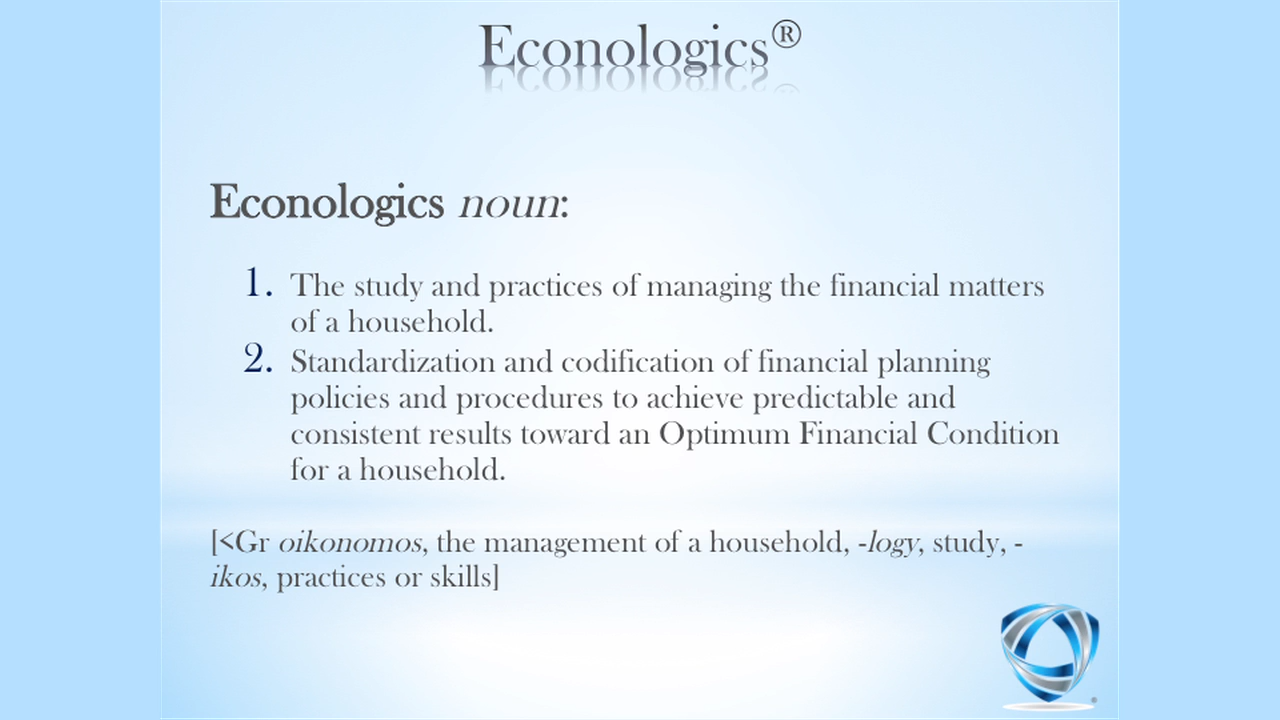 Econologics®
Econologics noun:
1. The study and practices of managing the financial matters
of a household.
2. Standardization and codification of financial planning
policies and procedures to achieve predictable and
consistent results toward an Optimum Financial Condition
for a household.
[<Gr oikonomos, the management of a household, -logy, study, -
ikos, practices or skills]
®